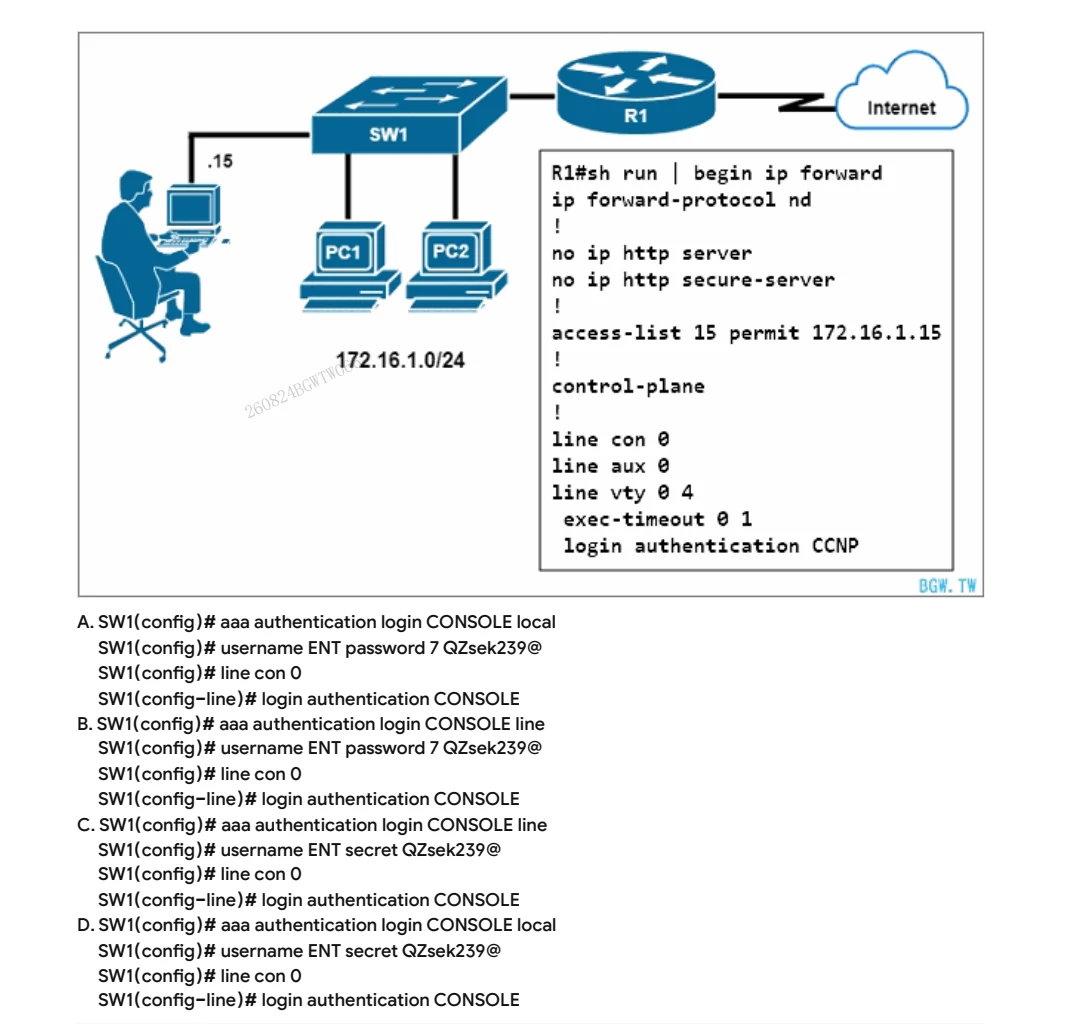 SW1
R1
Internet
.15
PC1
PC2
172.16.1.0/24
R1#sh run | begin ip forward
ip forward-protocol nd
!
no ip http server
no ip http secure-server
!
access-list 15 permit 172.16.1.15
!
control-plane
!
line con 0
line aux 0
line vty 0 4
exec-timeout 0 1
login authentication CCNP
BGW.TW
A. SW1(config)# aaa authentication login CONSOLE local
SW1(config)# username ENT password 7 QZsek239@
SW1(config)# line con 0
SW1(config-line)# login authentication CONSOLE
B. SW1(config)# aaa authentication login CONSOLE line
SW1(config)# username ENT password 7 QZsek239@
SW1(config)# line con 0
SW1(config-line)# login authentication CONSOLE
C. SW1(config)# aaa authentication login CONSOLE line
SW1(config)# username ENT secret QZsek239@
SW1(config)# line con 0
SW1(config-line)# login authentication CONSOLE
D. SW1(config)# aaa authentication login CONSOLE local
SW1(config)# username ENT secret QZsek239@
SW1(config)# line con 0
SW1(config-line)# login authentication CONSOLE